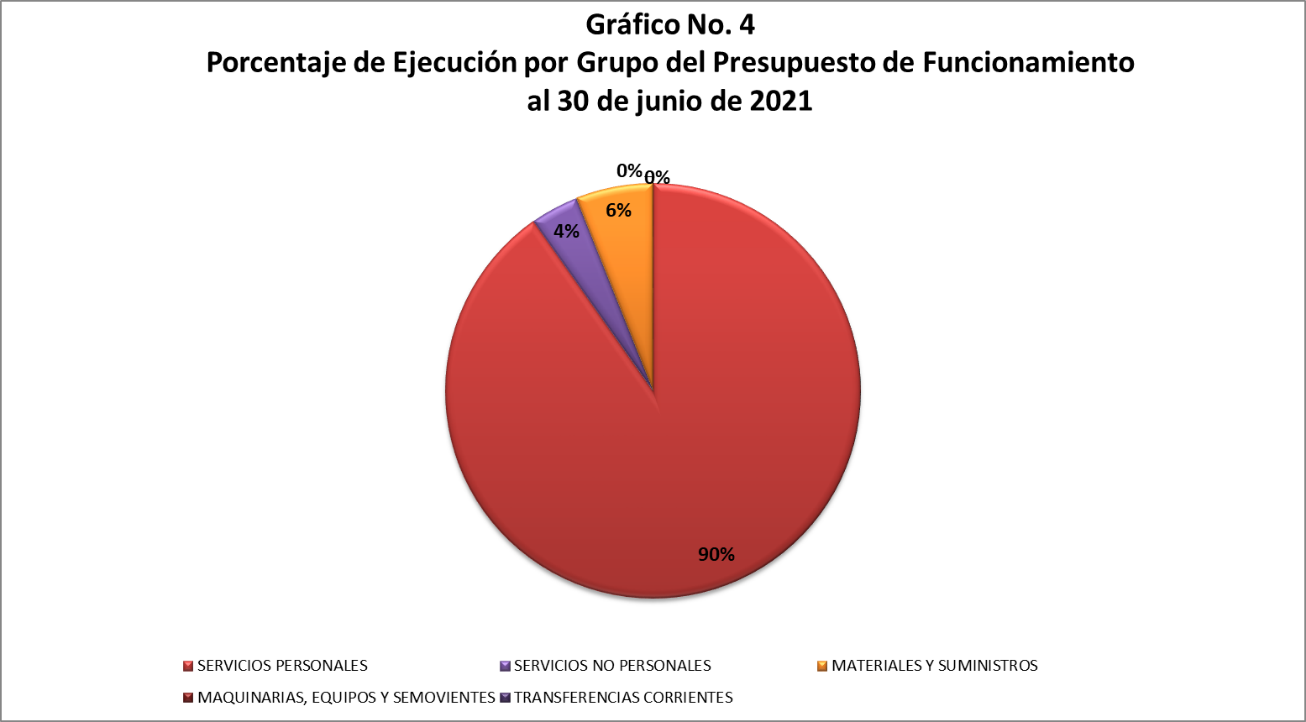 Gráfico No. 4
Porcentaje de Ejecución por Grupo del Presupuesto de Funcionamiento
al 30 de junio de 2021
0% 0%
6%
4%
90%
SERVICIOS PERSONALES SERVICIOS NO PERSONALES MATERIALES Y SUMINISTROS
MAQUINARIAS, EQUIPOS Y SEMOVIENTES TRANSFERENCIAS CORRIENTES